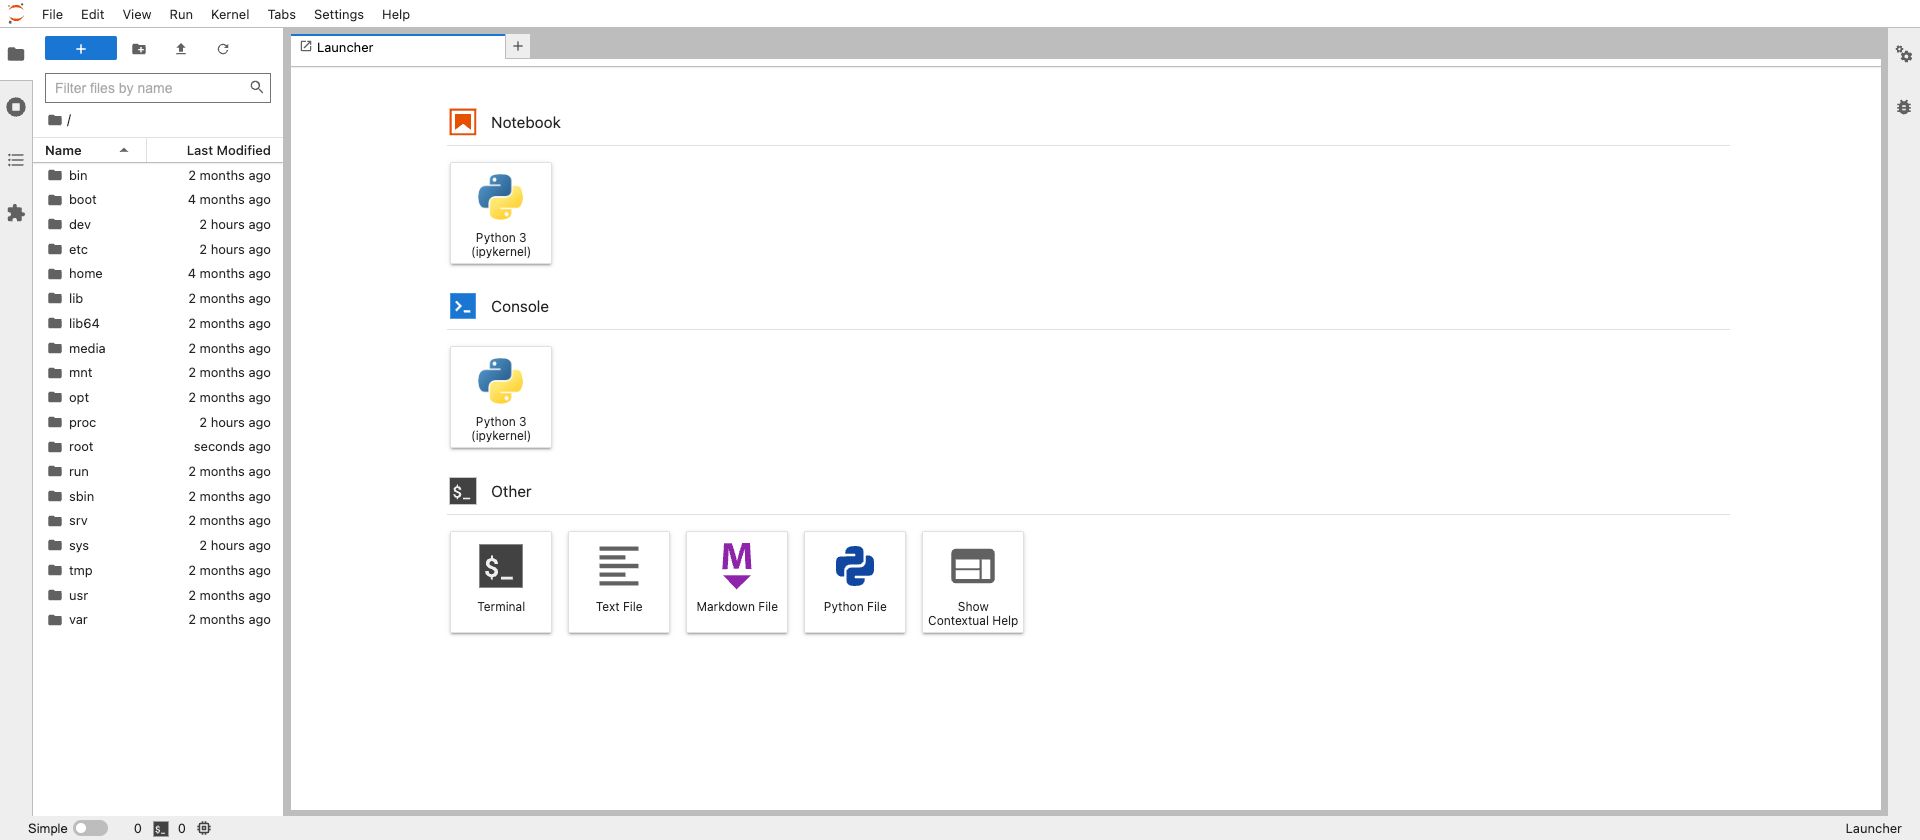 File Edit View Run Kernel Tabs Settings Help
Launcher
Filter files by name
/
Name Last Modified
bin 2 months ago
boot 4 months ago
dev 2 hours ago
etc 2 hours ago
home 4 months ago
lib 2 months ago
lib64 2 months ago
media 2 months ago
mnt 2 months ago
opt 2 months ago
proc 2 hours ago
root seconds ago
run 2 months ago
sbin 2 months ago
srv 2 months ago
sys 2 hours ago
tmp 2 months ago
usr 2 months ago
var 2 months ago
Notebook
Python 3
(ipykernel)
Console
Python 3
(ipykernel)
$_ Other
$_
M
Terminal Text File Markdown File Python File Show
Contextual Help
Simple 0 $_ 0 Launcher